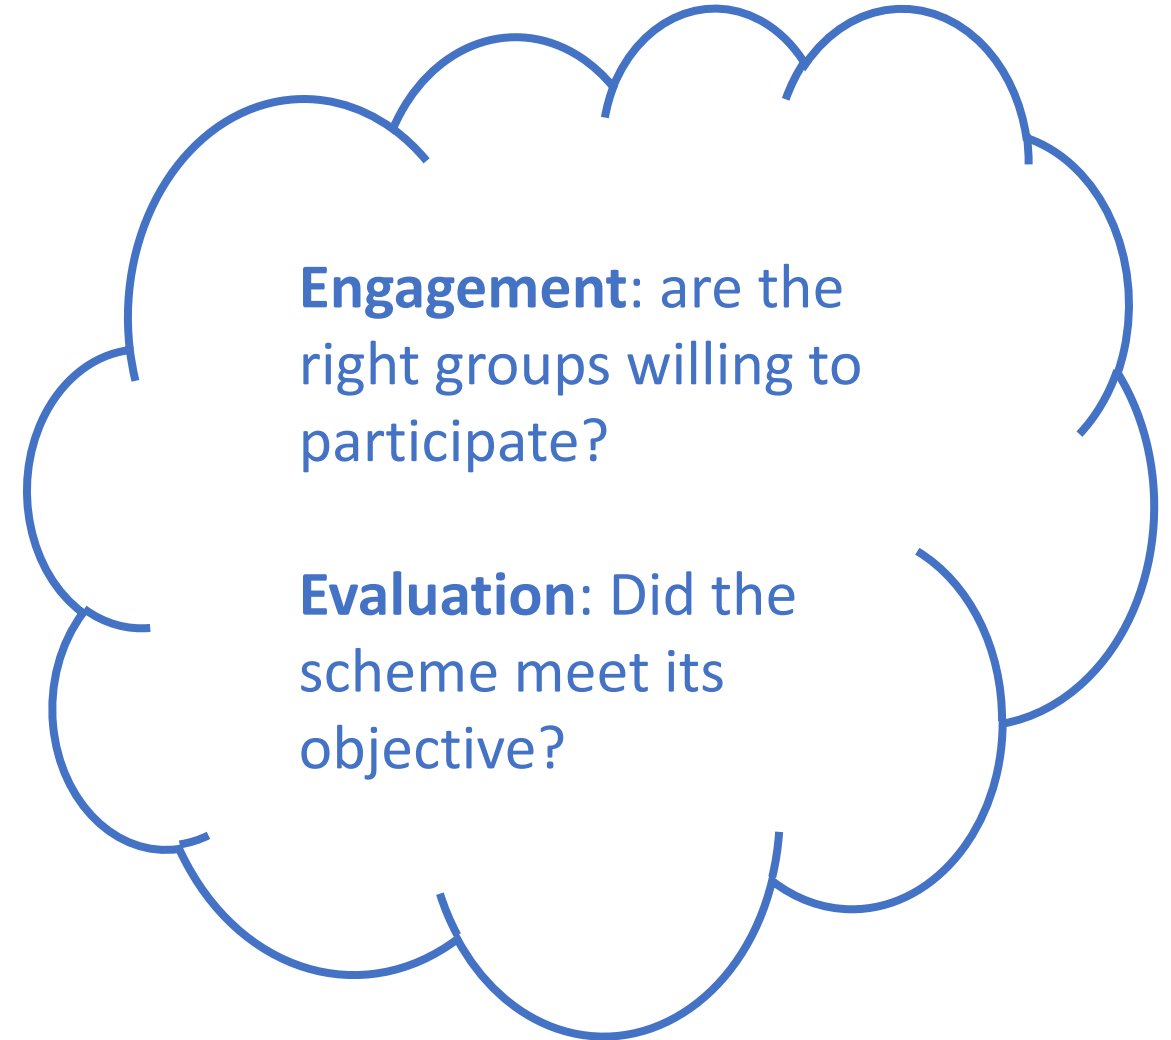 Engagement: are the
right groups willing to
participate?
Evaluation: Did the
scheme meet its
objective?